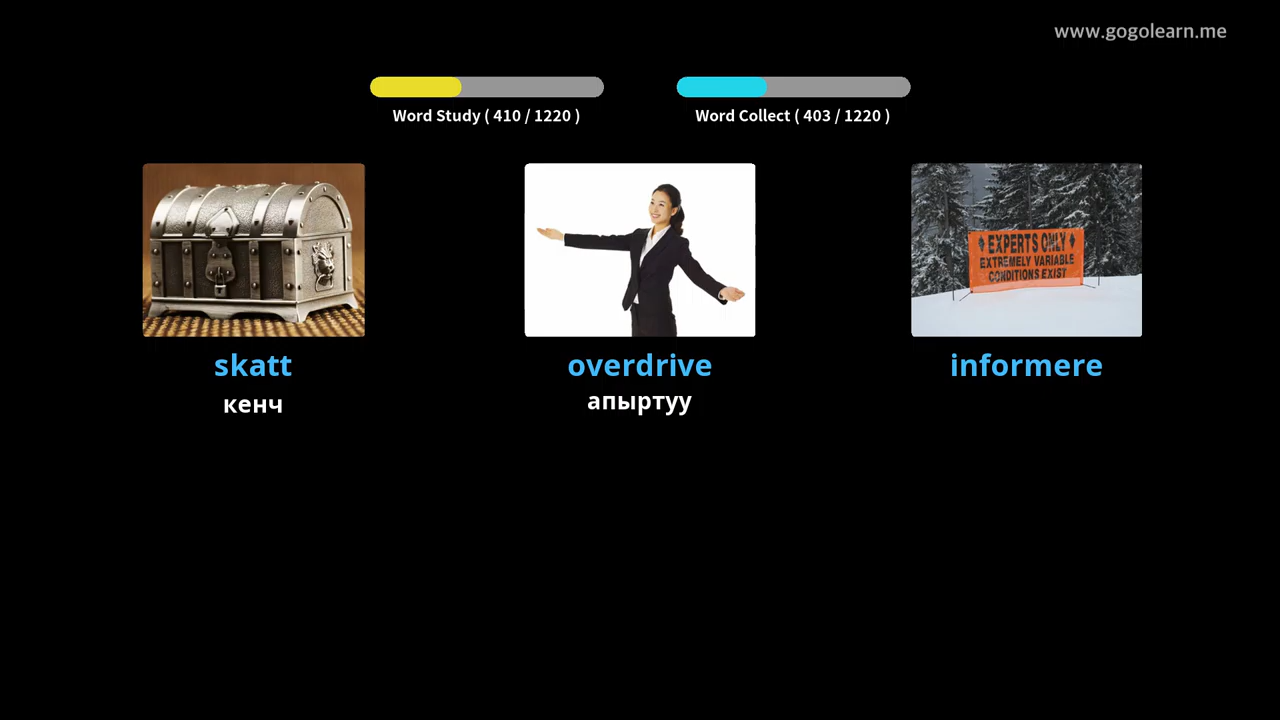 www.gogolearn.me
Word Study ( 410 / 1220 )
Word Collect ( 403 / 1220 )
EXPERTS ONLY
EXTREMELY VARIABLE
CONDITIONS EXIST
skatt
overdrive
informere
кенч
апыртуу